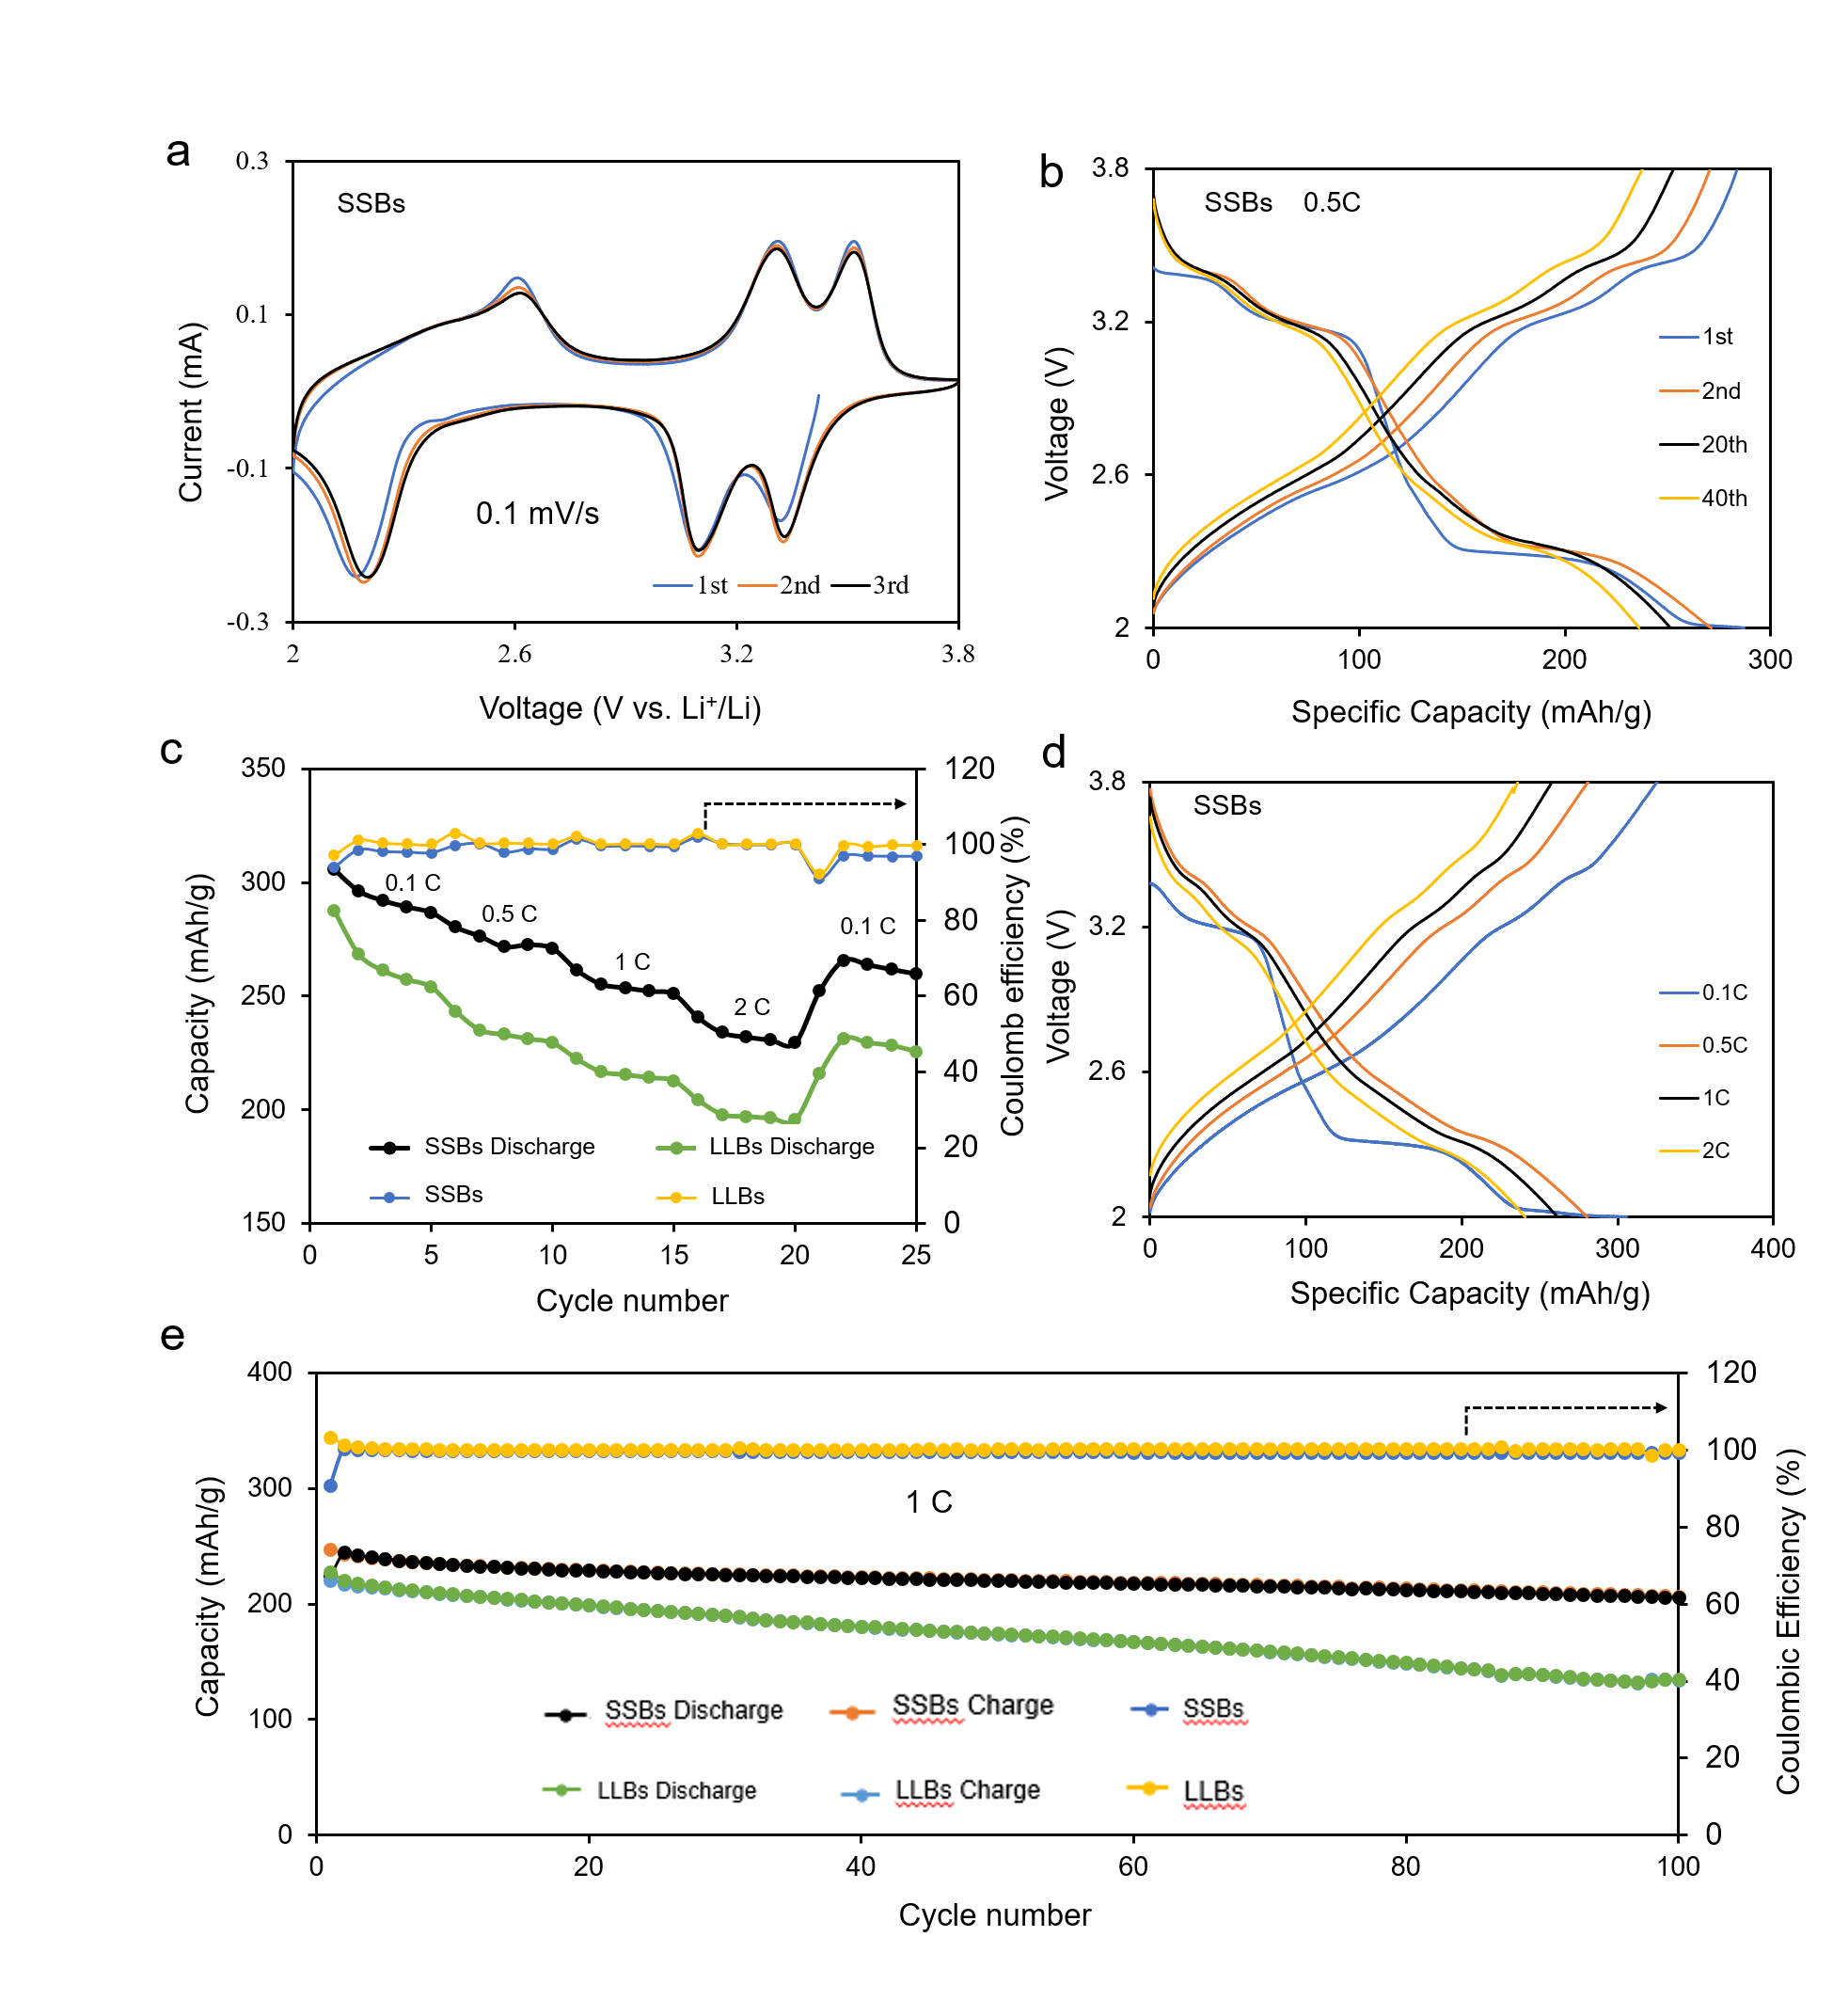 a
0.3
0.1
-0.1
-0.3
Current (mA)
SSBs
0.1 mV/s
1st 2nd 3rd
2 2.6 3.2 3.8
Voltage (V vs. Li⁺/Li)
b
3.8
3.2
2.6
2
Voltage (V)
SSBs 0.5C
1st
2nd
20th
40th
0 100 200 300
Specific Capacity (mAh/g)
c
350
300
250
200
150
Capacity (mAh/g)
0.1 C
0.5 C
1 C
2 C
0.1 C
SSBs Discharge LLBs Discharge
SSBs LLBs
120
100
80
60
40
20
0
Coulomb efficiency (%)
0 5 10 15 20 25
Cycle number
d
3.8
3.2
2.6
2
Voltage (V)
SSBs
0.1C
0.5C
1C
2C
0 100 200 300 400
Specific Capacity (mAh/g)
e
400
300
200
100
0
Capacity (mAh/g)
1 C
SSBs Discharge SSBs Charge SSBs
LLBs Discharge LLBs Charge LLBs
120
100
80
60
40
20
0
Coulombic Efficiency (%)
0 20 40 60 80 100
Cycle number